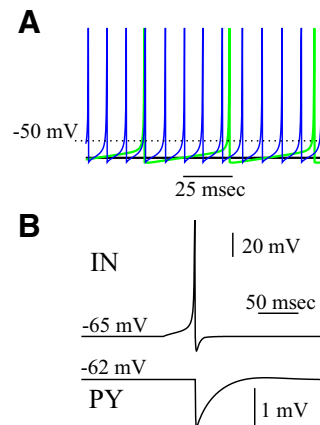 A
-50 mV
25 msec
B
IN
20 mV
50 msec
-65 mV
-62 mV
PY
1 mV